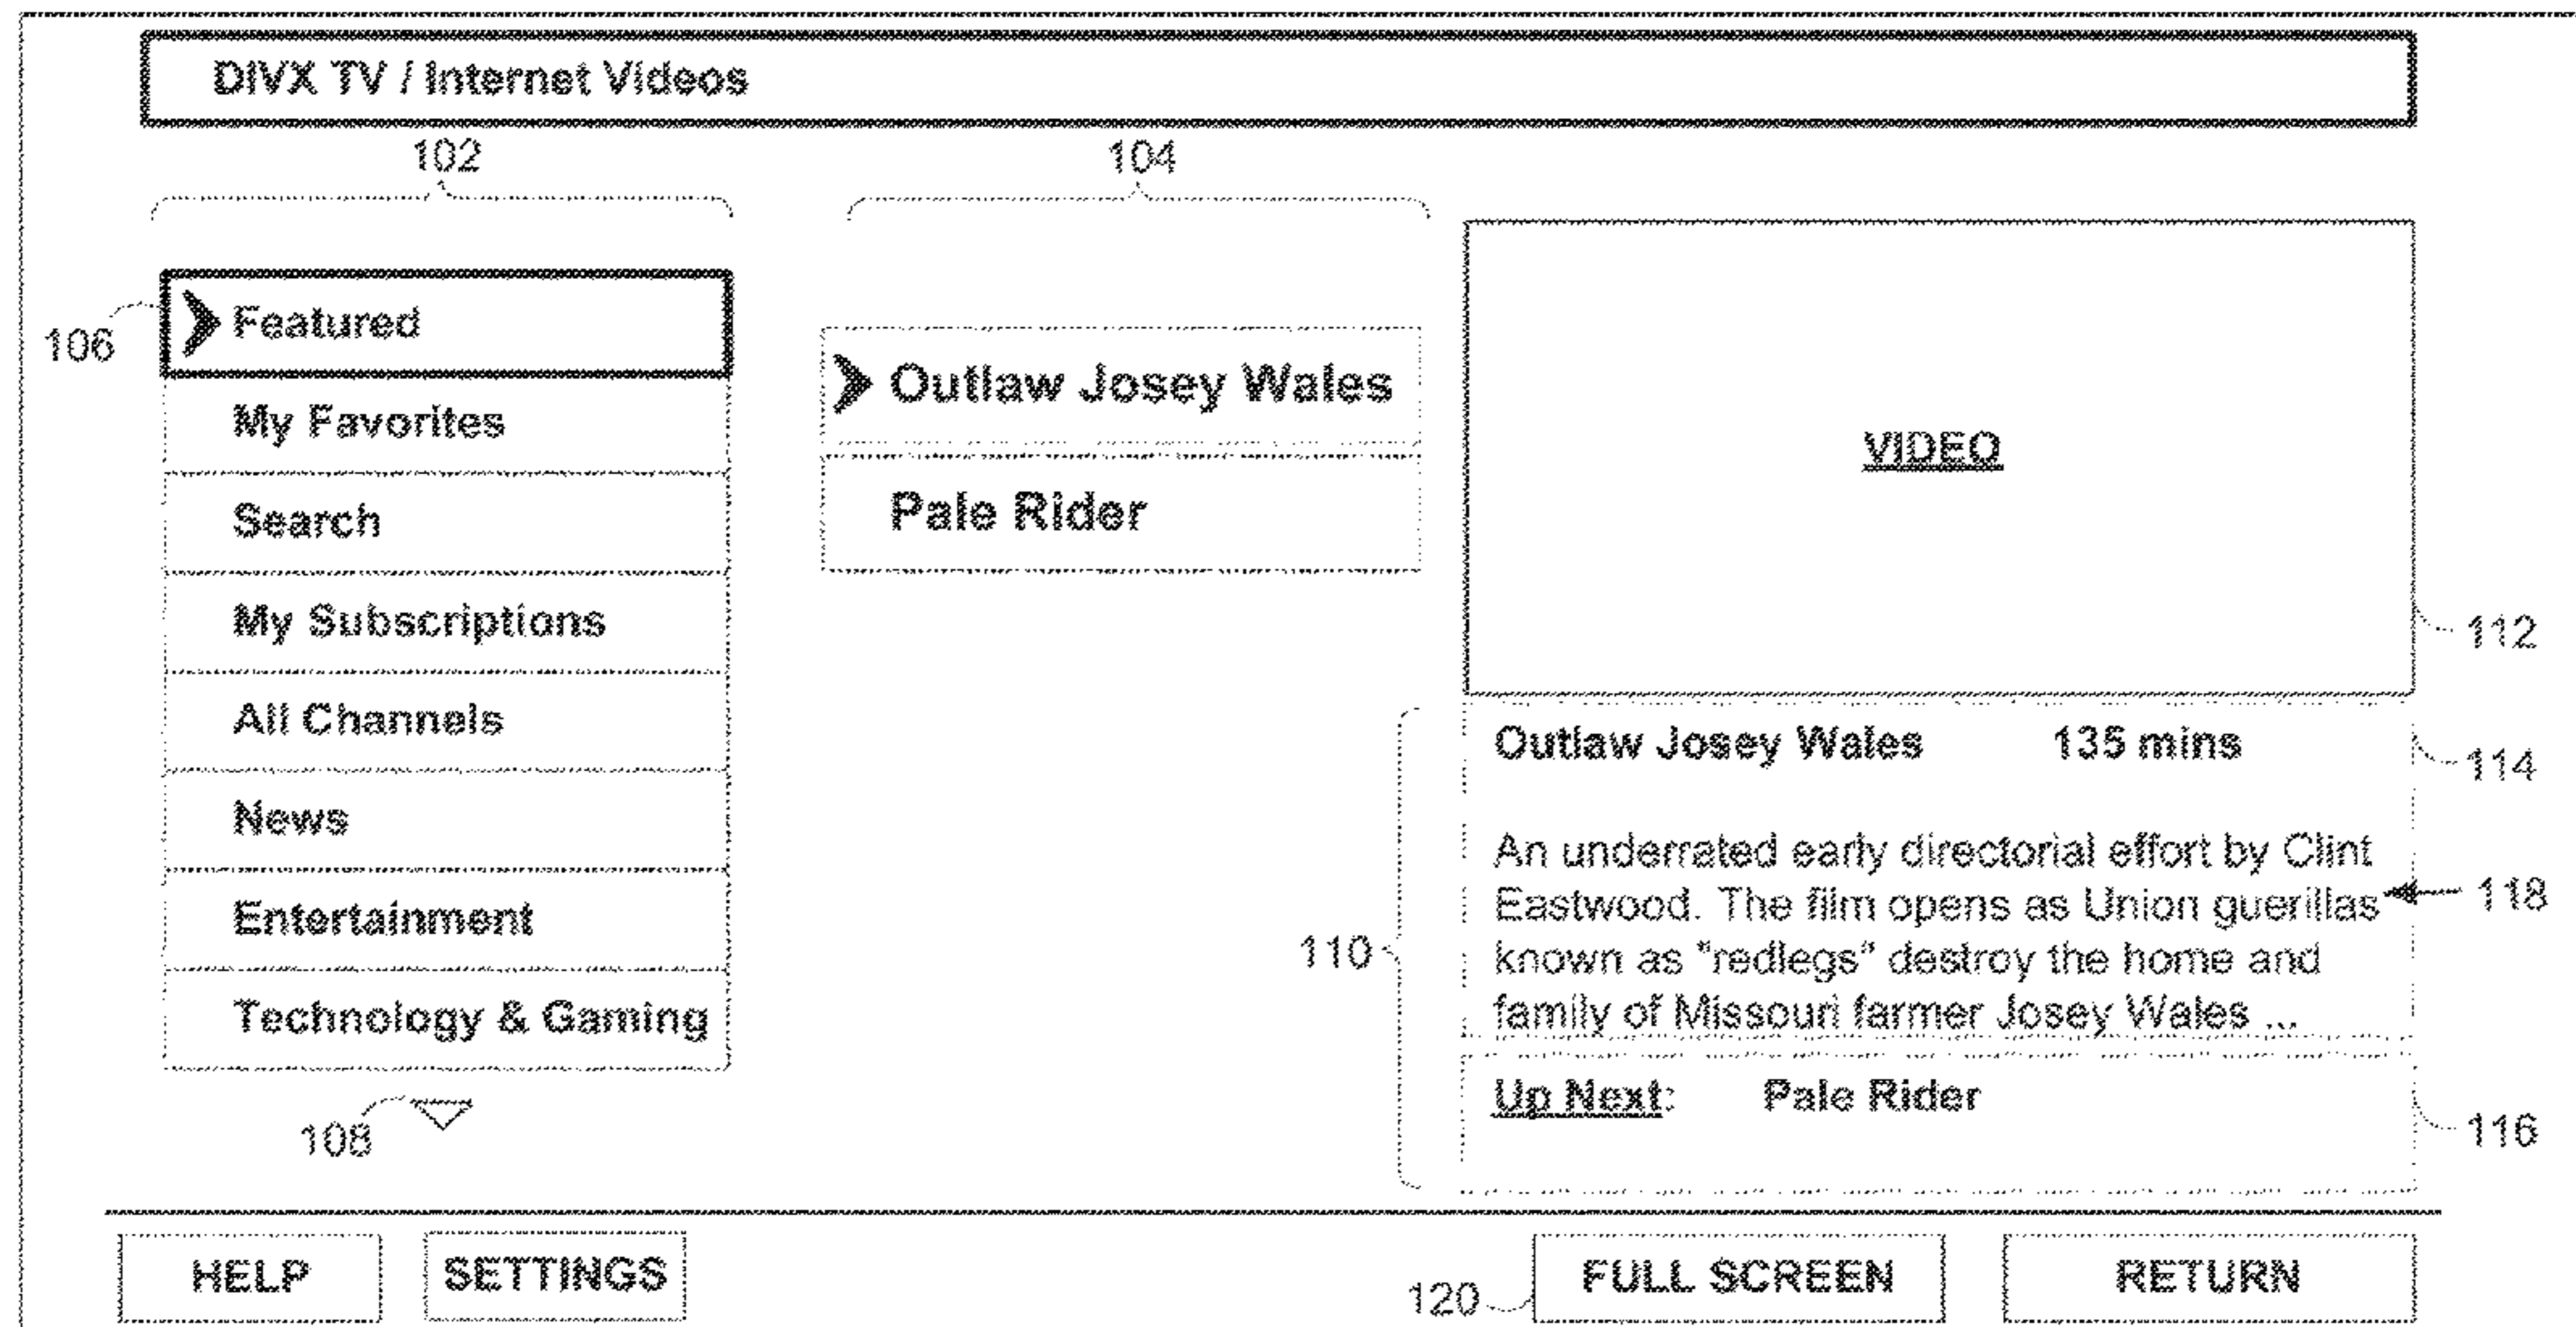 DIVX TV / Internet Videos
102
104
106
Featured
My Favorites
Search
My Subscriptions
All Channels
News
Entertainment
Technology & Gaming
108
Outlaw Josey Wales
Pale Rider
VIDEO
112
110
Outlaw Josey Wales 135 mins
114
An underrated early directorial effort by Clint
Eastwood. The film opens as Union guerillas
118
known as "redlegs" destroy the home and
family of Missouri farmer Josey Wales ...
Up Next: Pale Rider
116
HELP
SETTINGS
120
FULL SCREEN
RETURN